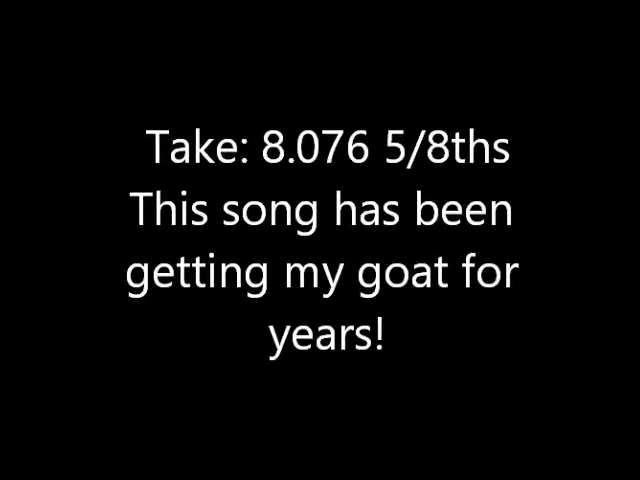 Take: 8.076 5/8ths
This song has been
getting my goat for
years!